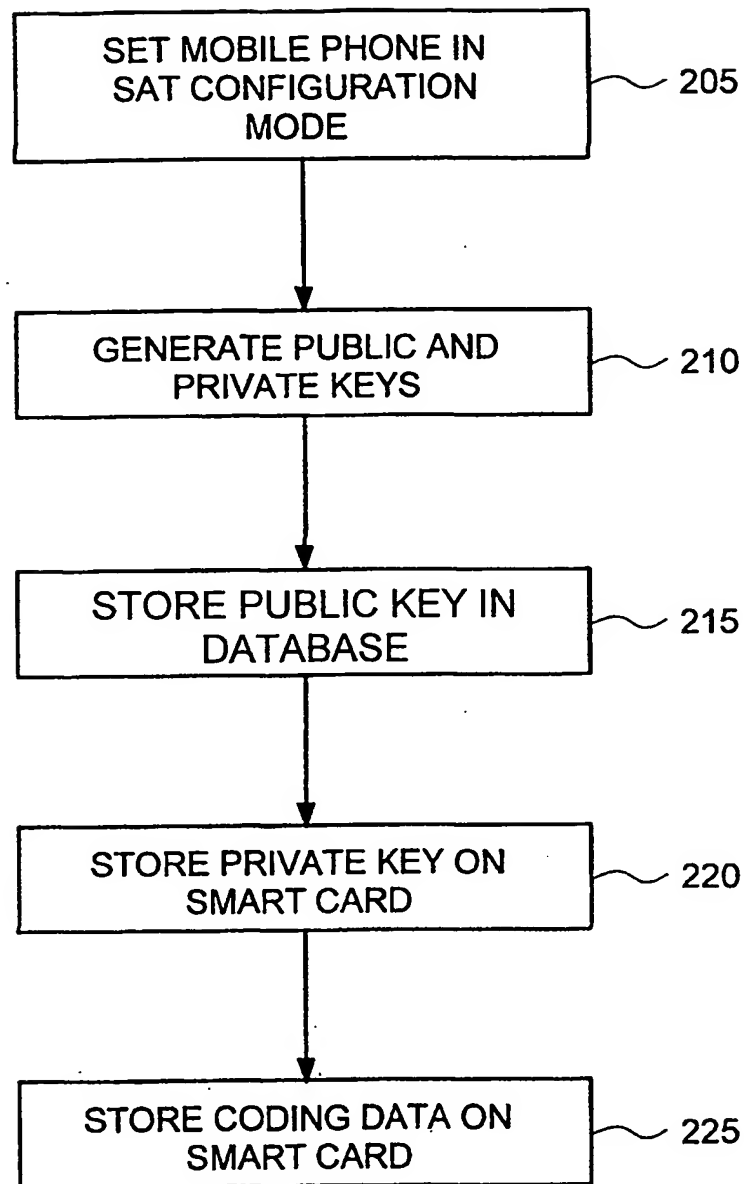 SET MOBILE PHONE IN
SAT CONFIGURATION
MODE
205
GENERATE PUBLIC AND
PRIVATE KEYS
210
STORE PUBLIC KEY IN
DATABASE
215
STORE PRIVATE KEY ON
SMART CARD
220
STORE CODING DATA ON
SMART CARD
225